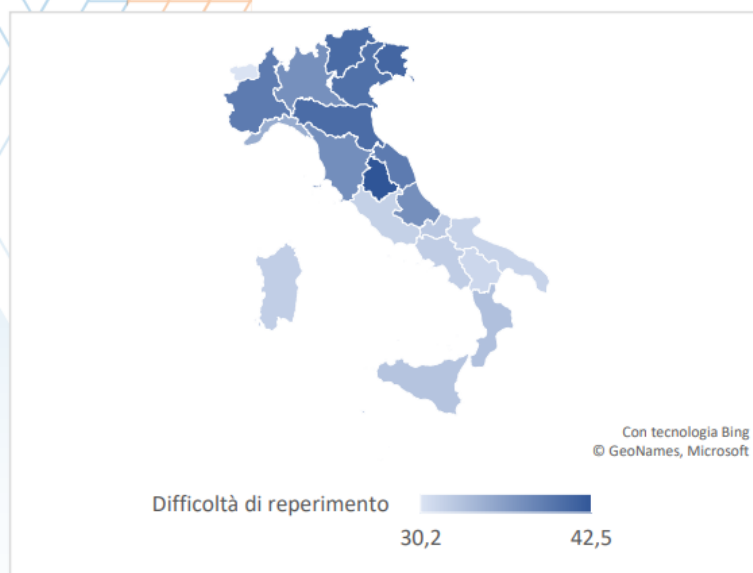 Con tecnologia Bing
© GeoNames, Microsoft
Difficoltà di reperimento
30,2 42,5